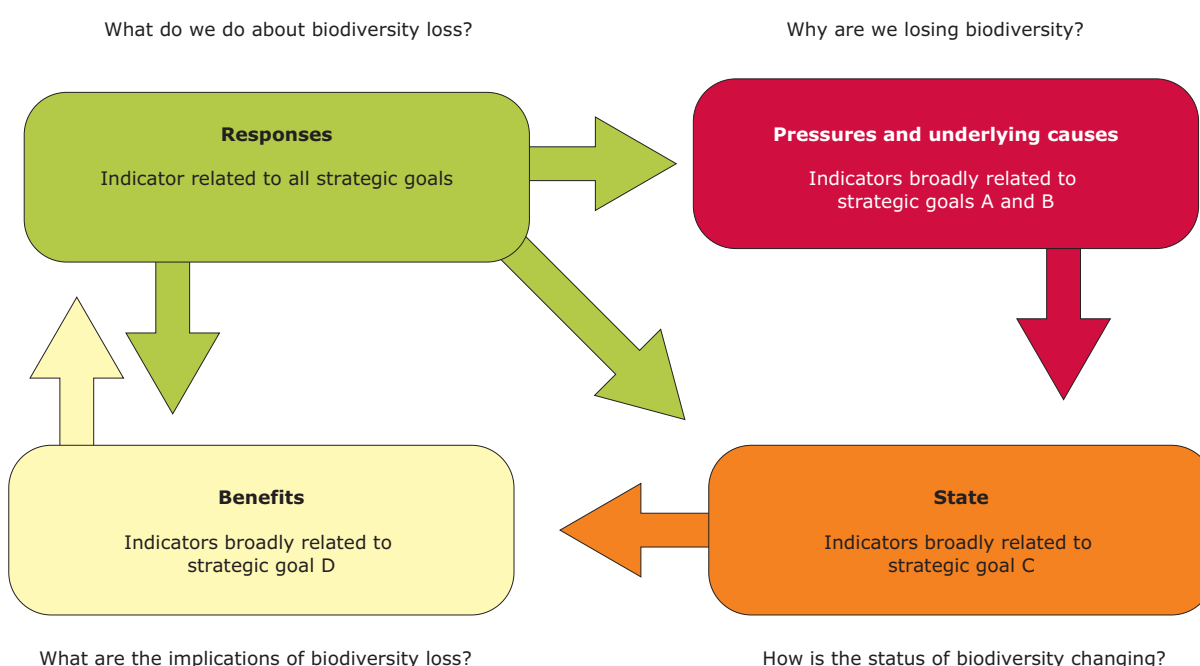 What do we do about biodiversity loss?
Why are we losing biodiversity?
Responses
Indicator related to all strategic goals
Pressures and underlying causes
Indicators broadly related to
strategic goals A and B
Benefits
Indicators broadly related to
strategic goal D
State
Indicators broadly related to
strategic goal C
What are the implications of biodiversity loss?
How is the status of biodiversity changing?